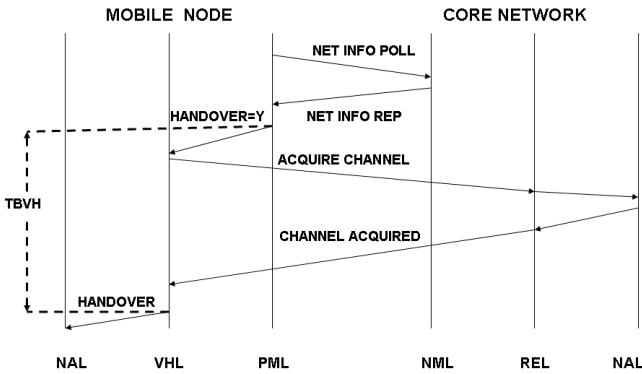 MOBILE NODE
CORE NETWORK
NET INFO POLL
HANDOVER=Y
NET INFO REP
ACQUIRE CHANNEL
TBVH
CHANNEL ACQUIRED
HANDOVER
NAL
VHL
PML
NML
REL
NAL